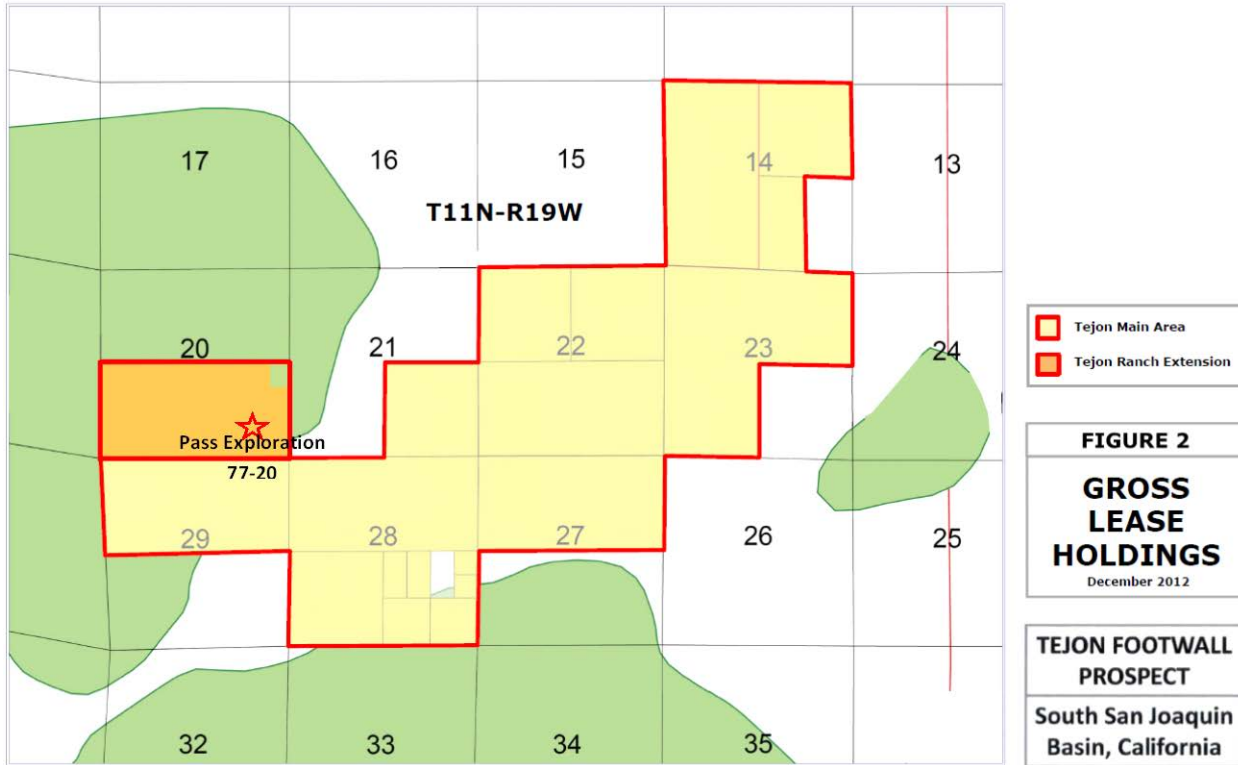 17
16
15
14
13
T11N-R19W
20
21
22
23
24
Pass Exploration
77-20
29
28
27
26
25
32
33
34
35
Tejon Main Area
Tejon Ranch Extension
FIGURE 2
GROSS
LEASE
HOLDINGS
December 2012
TEJON FOOTWALL
PROSPECT
South San Joaquin
Basin, California